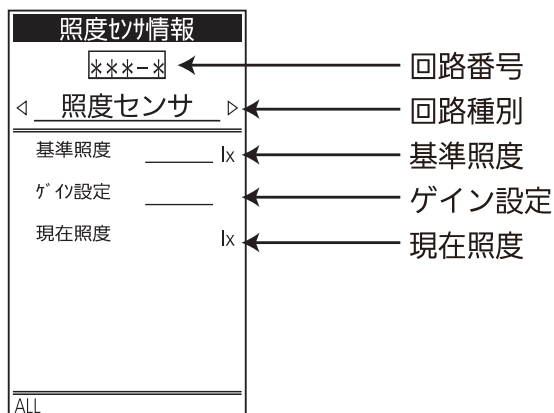 照度ｾﾝｻ情報
***-*
回路番号
◁ 照度センサ ▷
回路種別
基準照度 ______ lx
基準照度
ｹﾞｲﾝ設定 ______
ゲイン設定
現在照度 lx
現在照度
ALL